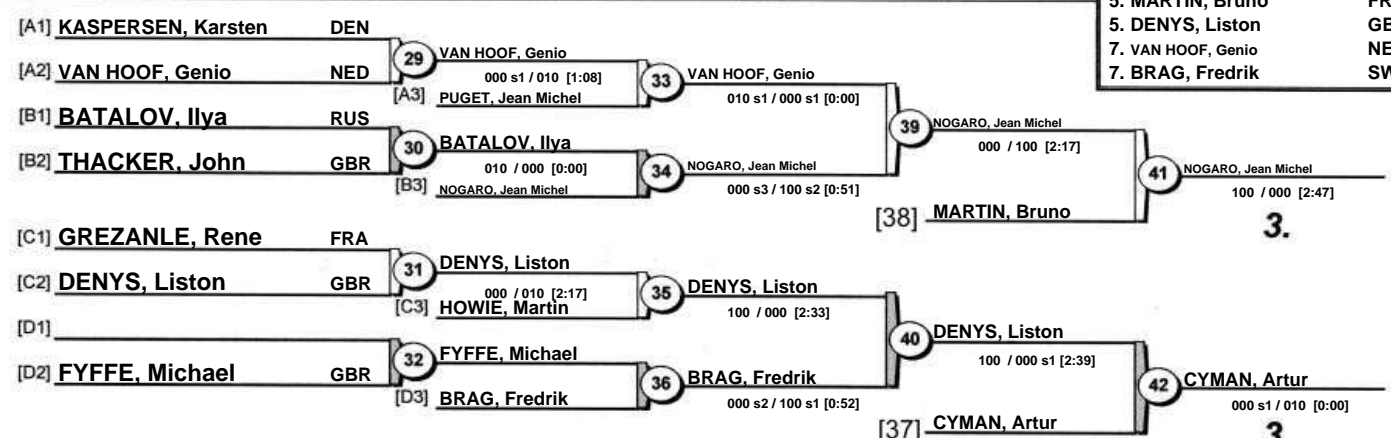 5. MARTIN, Bruno
5. DENYS, Liston
7. VAN HOOF, Genio
7. BRAG, Fredrik
[A1] KASPERSEN, Karsten DEN
[A2] VAN HOOF, Genio NED
29
VAN HOOF, Genio
000 s1 / 010 [1:08]
[A3] PUGET, Jean Michel
33
VAN HOOF, Genio
010 s1 / 000 s1 [0:00]
[B1] BATALOV, Ilya RUS
[B2] THACKER, John GBR
30
BATALOV, Ilya
010 / 000 [0:00]
[B3] NOGARO, Jean Michel
34
NOGARO, Jean Michel
000 s3 / 100 s2 [0:51]
39
NOGARO, Jean Michel
000 / 100 [2:17]
[38] MARTIN, Bruno
41
NOGARO, Jean Michel
100 / 000 [2:47]
3.
[C1] GREZANLE, Rene FRA
[C2] DENYS, Liston GBR
31
DENYS, Liston
000 / 010 [2:17]
[C3] HOWIE, Martin
35
DENYS, Liston
100 / 000 [2:33]
[D1]
[D2] FYFFE, Michael GBR
32
FYFFE, Michael
[D3] BRAG, Fredrik
36
BRAG, Fredrik
000 s2 / 100 s1 [0:52]
40
DENYS, Liston
100 / 000 s1 [2:39]
[37] CYMAN, Artur
42
CYMAN, Artur
000 s1 / 010 [0:00]
3